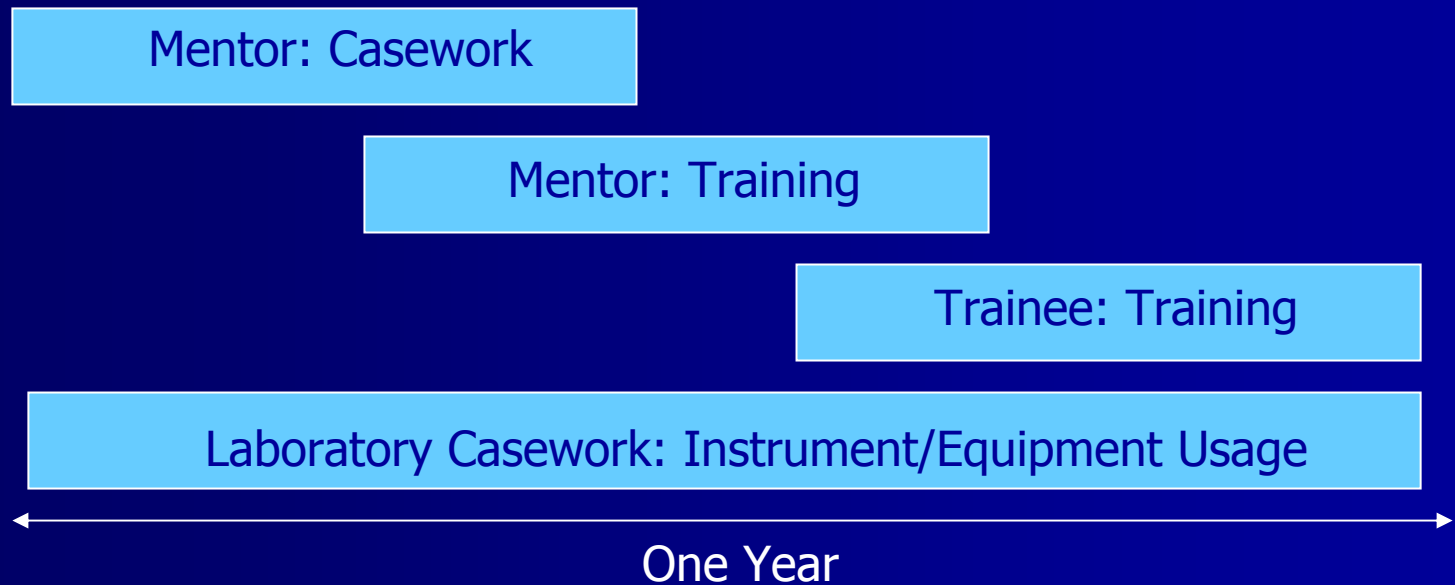 Mentor: Casework
Mentor: Training
Trainee: Training
Laboratory Casework: Instrument/Equipment Usage
One Year